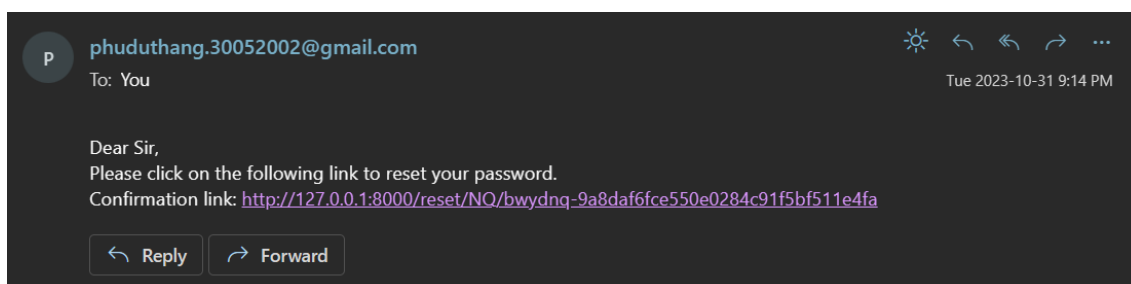 P
phuduthang.30052002@gmail.com
To: You
Tue 2023-10-31 9:14 PM
Dear Sir,
Please click on the following link to reset your password.
Confirmation link: http://127.0.0.1:8000/reset/NQ/bwydnq-9a8daf6fce550e0284c91f5bf511e4fa
Reply
Forward